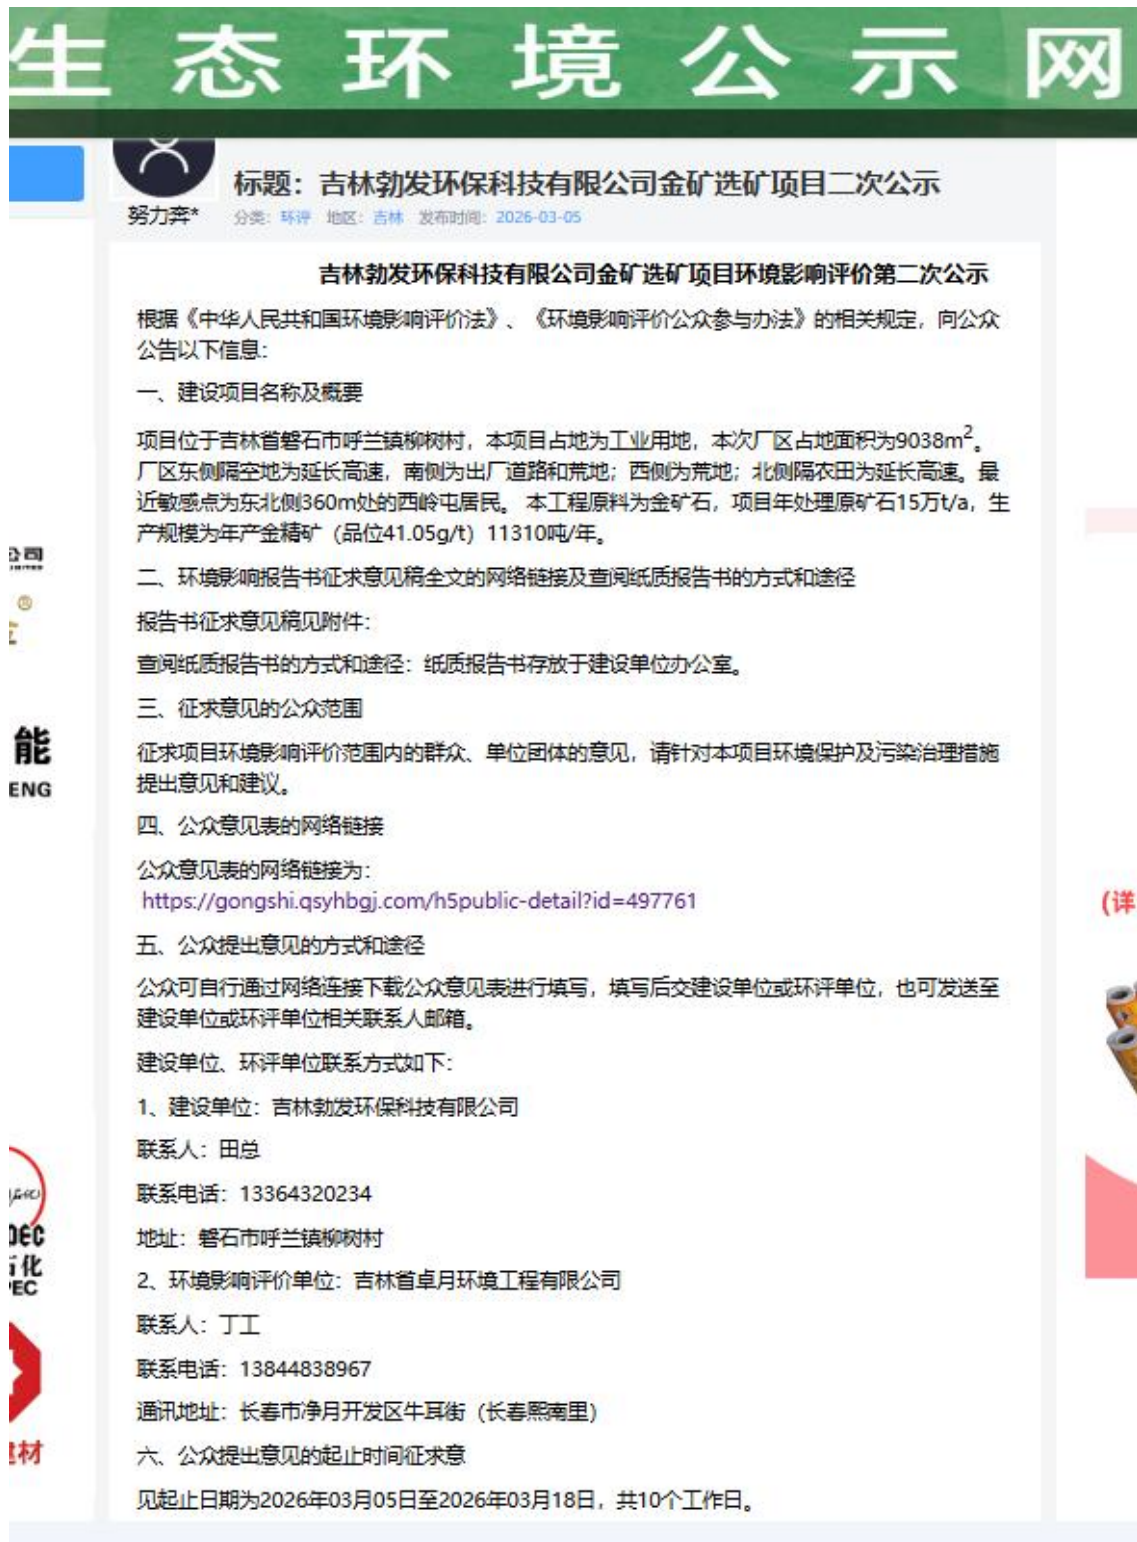 生态环境公示网
标题：吉林勃发环保科技有限公司金矿选矿项目二次公示
努力奔*
分类：环评 地区：吉林 发布时间：2026-03-05
吉林勃发环保科技有限公司金矿选矿项目环境影响评价第二次公示
根据《中华人民共和国环境影响评价法》、《环境影响评价公众参与办法》的相关规定，向公众
公告以下信息：
一、建设项目名称及概要
项目位于吉林省磐石市呼兰镇柳树村，本项目占地为工业用地，本次厂区占地面积为9038m²。
厂区东侧隔空地为延长高速，南侧为出厂道路和荒地；西侧为荒地；北侧隔农田为延长高速。最
近敏感点为东北侧360m处的西岭屯居民。 本工程原料为金矿石，项目年处理原矿石15万t/a，生
产规模为年产金精矿（品位41.05g/t）11310吨/年。
二、环境影响报告书征求意见稿全文的网络链接及查阅纸质报告书的方式和途径
报告书征求意见稿见附件：
查阅纸质报告书的方式和途径：纸质报告书存放于建设单位办公室。
三、征求意见的公众范围
征求项目环境影响评价范围内的群众、单位团体的意见，请针对本项目环境保护及污染治理措施
提出意见和建议。
四、公众意见表的网络链接
公众意见表的网络链接为：
https://gongshi.qsyhbgj.com/h5public-detail?id=497761
五、公众提出意见的方式和途径
公众可自行通过网络连接下载公众意见表进行填写，填写后交建设单位或环评单位，也可发送至
建设单位或环评单位相关联系人邮箱。
建设单位、环评单位联系方式如下：
1、建设单位：吉林勃发环保科技有限公司
联系人：田总
联系电话：13364320234
地址：磐石市呼兰镇柳树村
2、环境影响评价单位：吉林省卓月环境工程有限公司
联系人：丁工
联系电话：13844838967
通讯地址：长春市净月开发区牛耳街（长春熙南里）
六、公众提出意见的起止时间征求意
见起止日期为2026年03月05日至2026年03月18日，共10个工作日。
公司
能
ENG
化
EC
材
(详